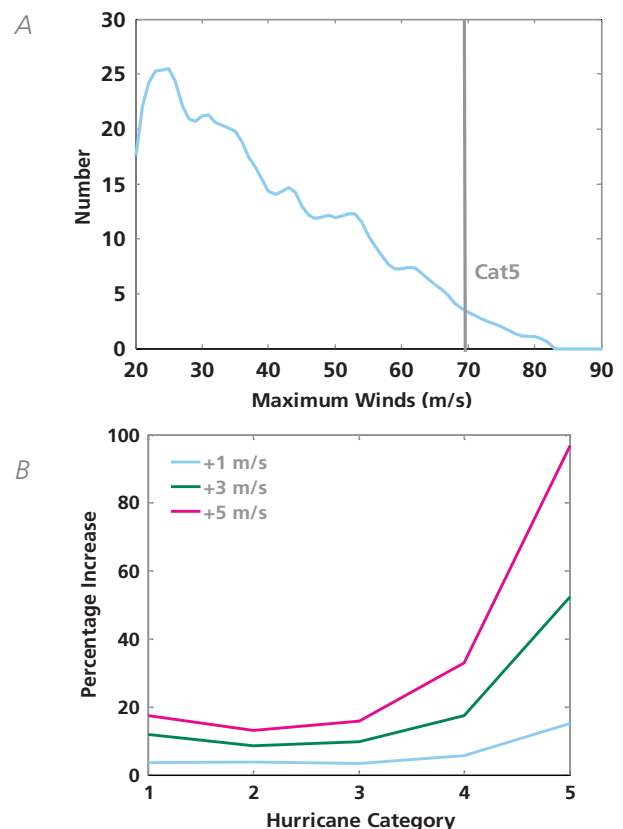 A
30
25
20
15
10
5
0
Number
Cat5
20 30 40 50 60 70 80 90
Maximum Winds (m/s)
B
100
80
60
40
20
0
Percentage Increase
+1 m/s
+3 m/s
+5 m/s
1 2 3 4 5
Hurricane Category